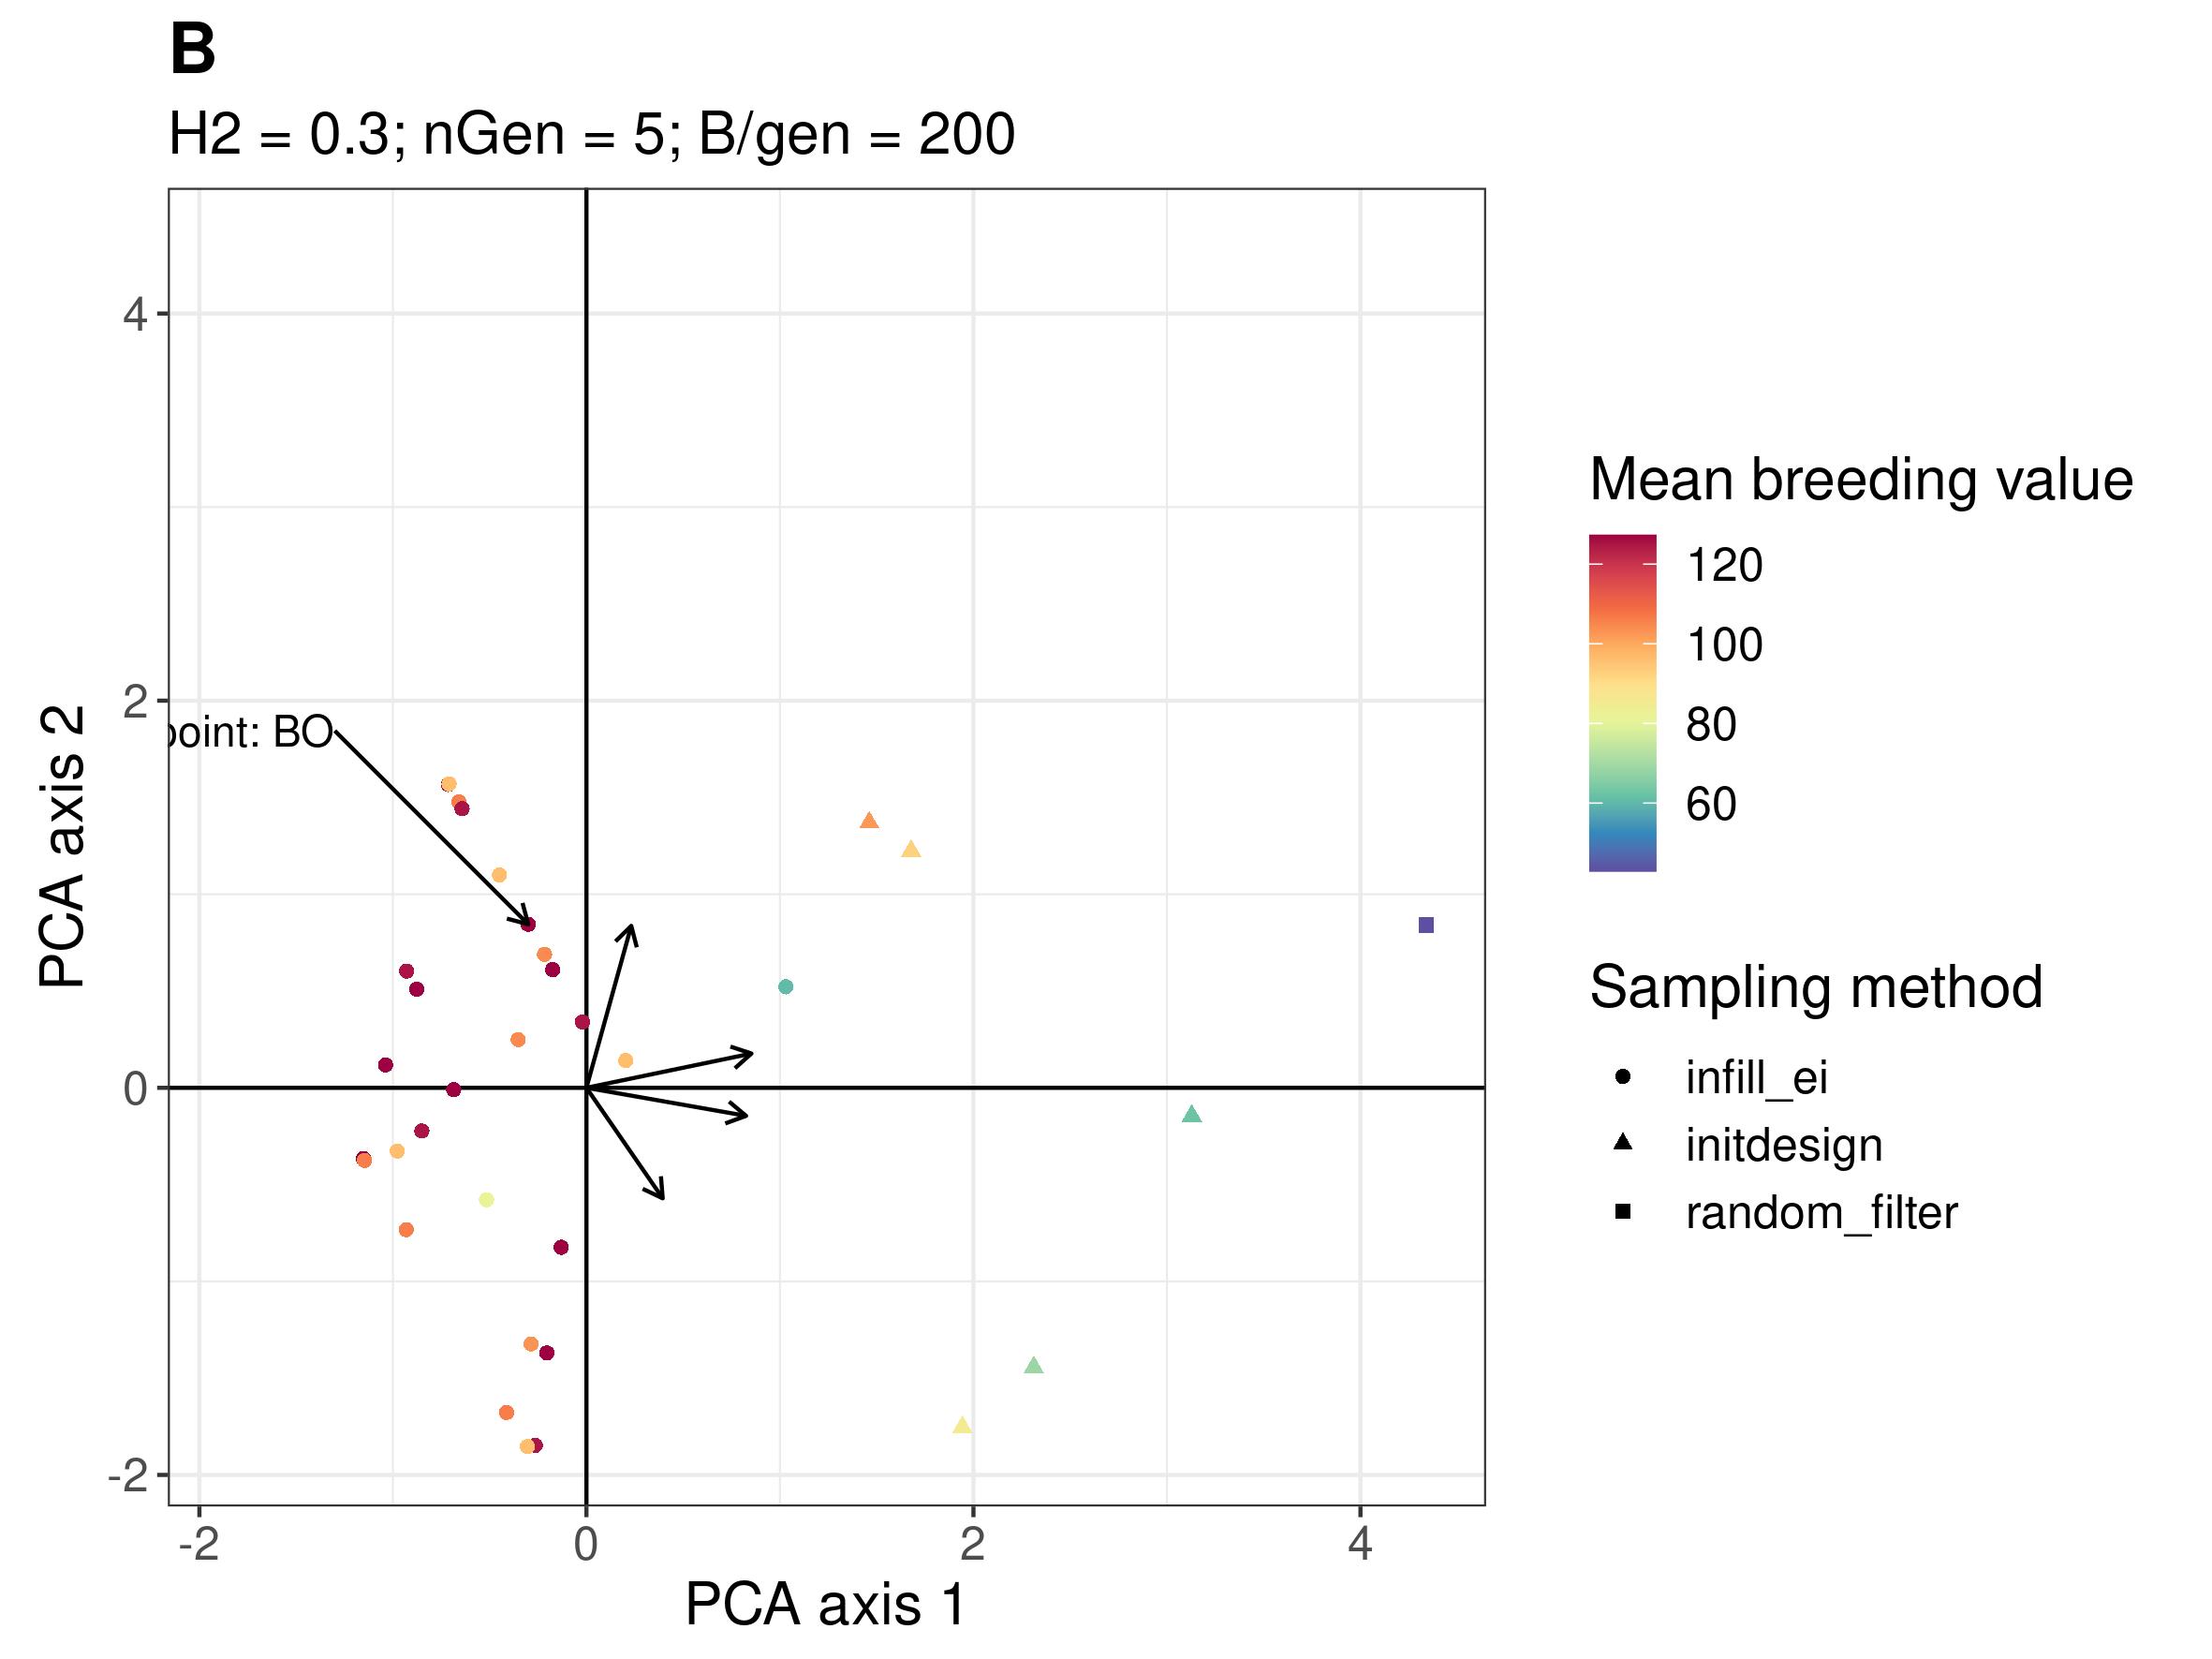 B
H2 = 0.3; nGen = 5; B/gen = 200
4
2
0
-2
PCA axis 2
point: BO
-2
0
2
4
PCA axis 1
Mean breeding value
120
100
80
60
Sampling method
infill_ei
initdesign
random_filter